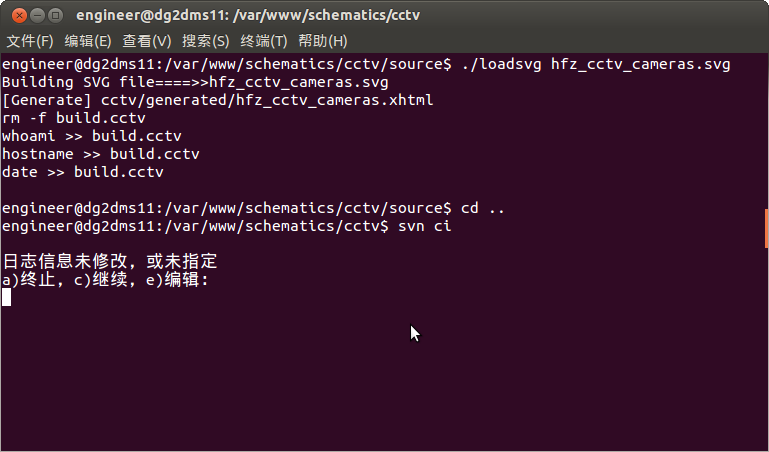 engineer@dg2dms11: /var/www/schematics/cctv
文件(F) 编辑(E) 查看(V) 搜索(S) 终端(T) 帮助(H)
engineer@dg2dms11:/var/www/schematics/cctv/source$ ./loadsvg hfz_cctv_cameras.svg
Building SVG file====>>hfz_cctv_cameras.svg
[Generate] cctv/generated/hfz_cctv_cameras.xhtml
rm -f build.cctv
whoami >> build.cctv
hostname >> build.cctv
date >> build.cctv
engineer@dg2dms11:/var/www/schematics/cctv/source$ cd ..
engineer@dg2dms11:/var/www/schematics/cctv$ svn ci
日志信息未修改，或未指定
a)终止，c)继续，e)编辑: